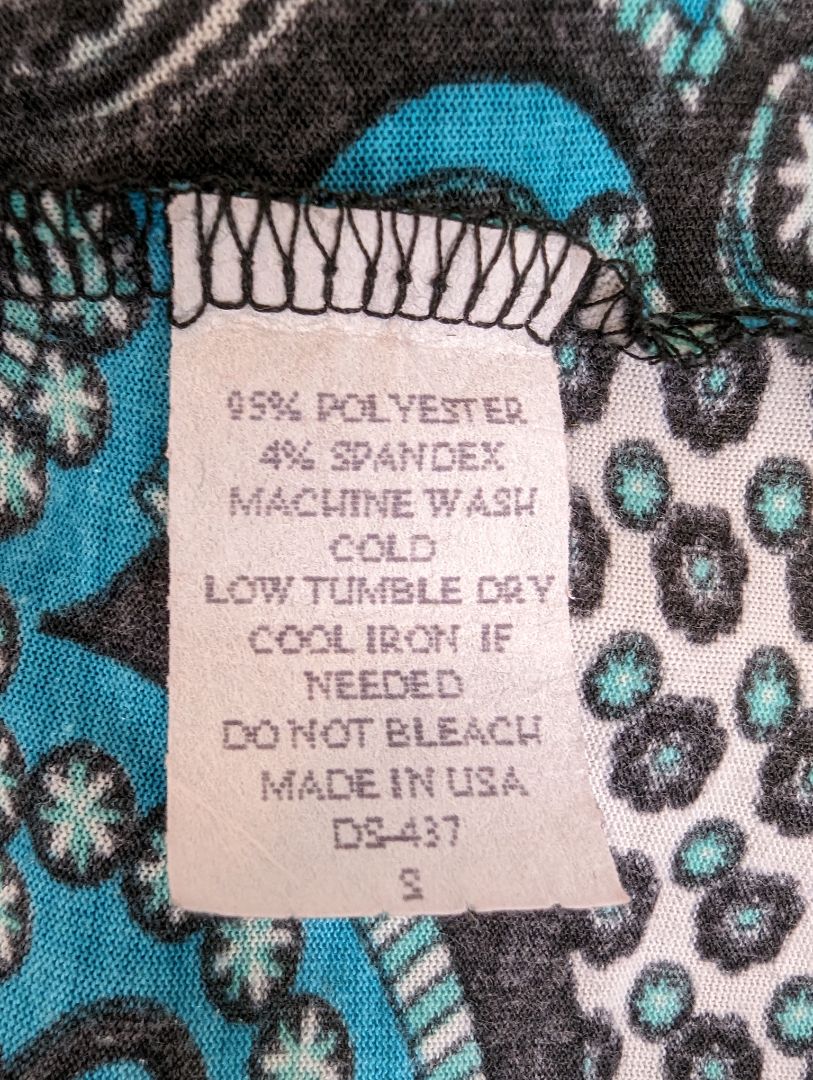 95% POLYESTER
4% SPANDEX
MACHINE WASH
COLD
LOW TUMBLE DRY
COOL IRON IF
NEEDED
DO NOT BLEACH
MADE IN USA
DS-437
S